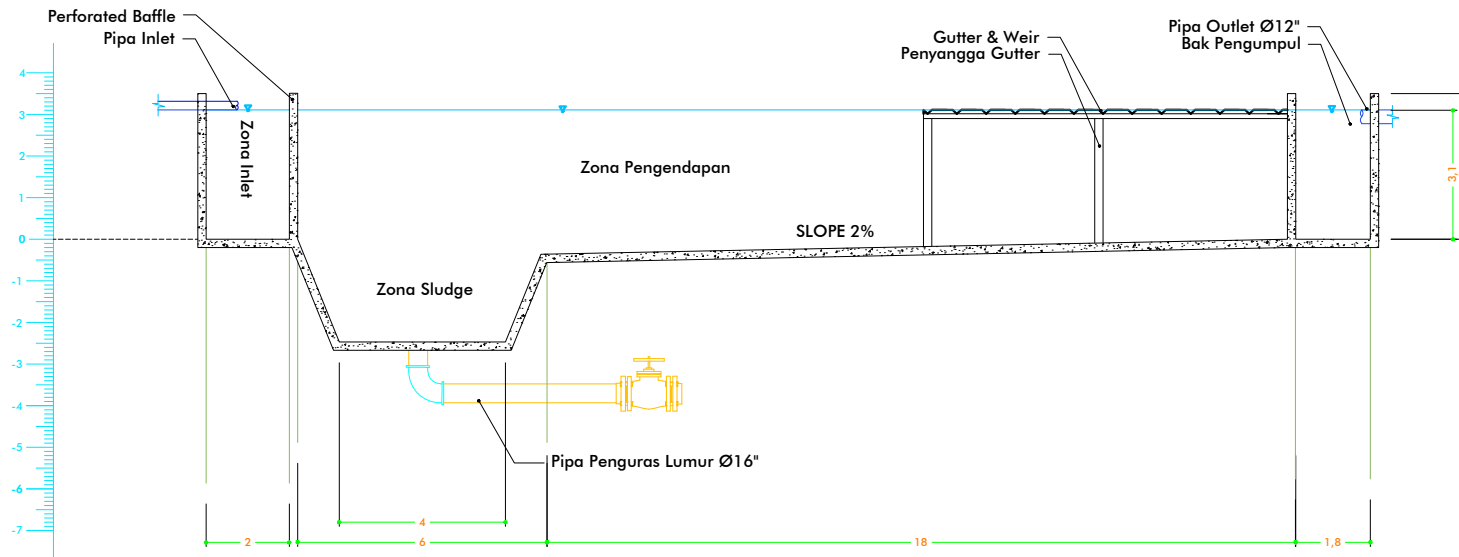 Perforated Baffle
Pipa Inlet
Gutter & Weir
Penyangga Gutter
Pipa Outlet Ø12"
Bak Pengumpul
4
3
2
1
0
-1
-2
-3
-4
-5
-6
-7
Zona Inlet
Zona Pengendapan
3,1
SLOPE 2%
Zona Sludge
Pipa Penguras Lumur Ø16"
4
2
6
18
1,8